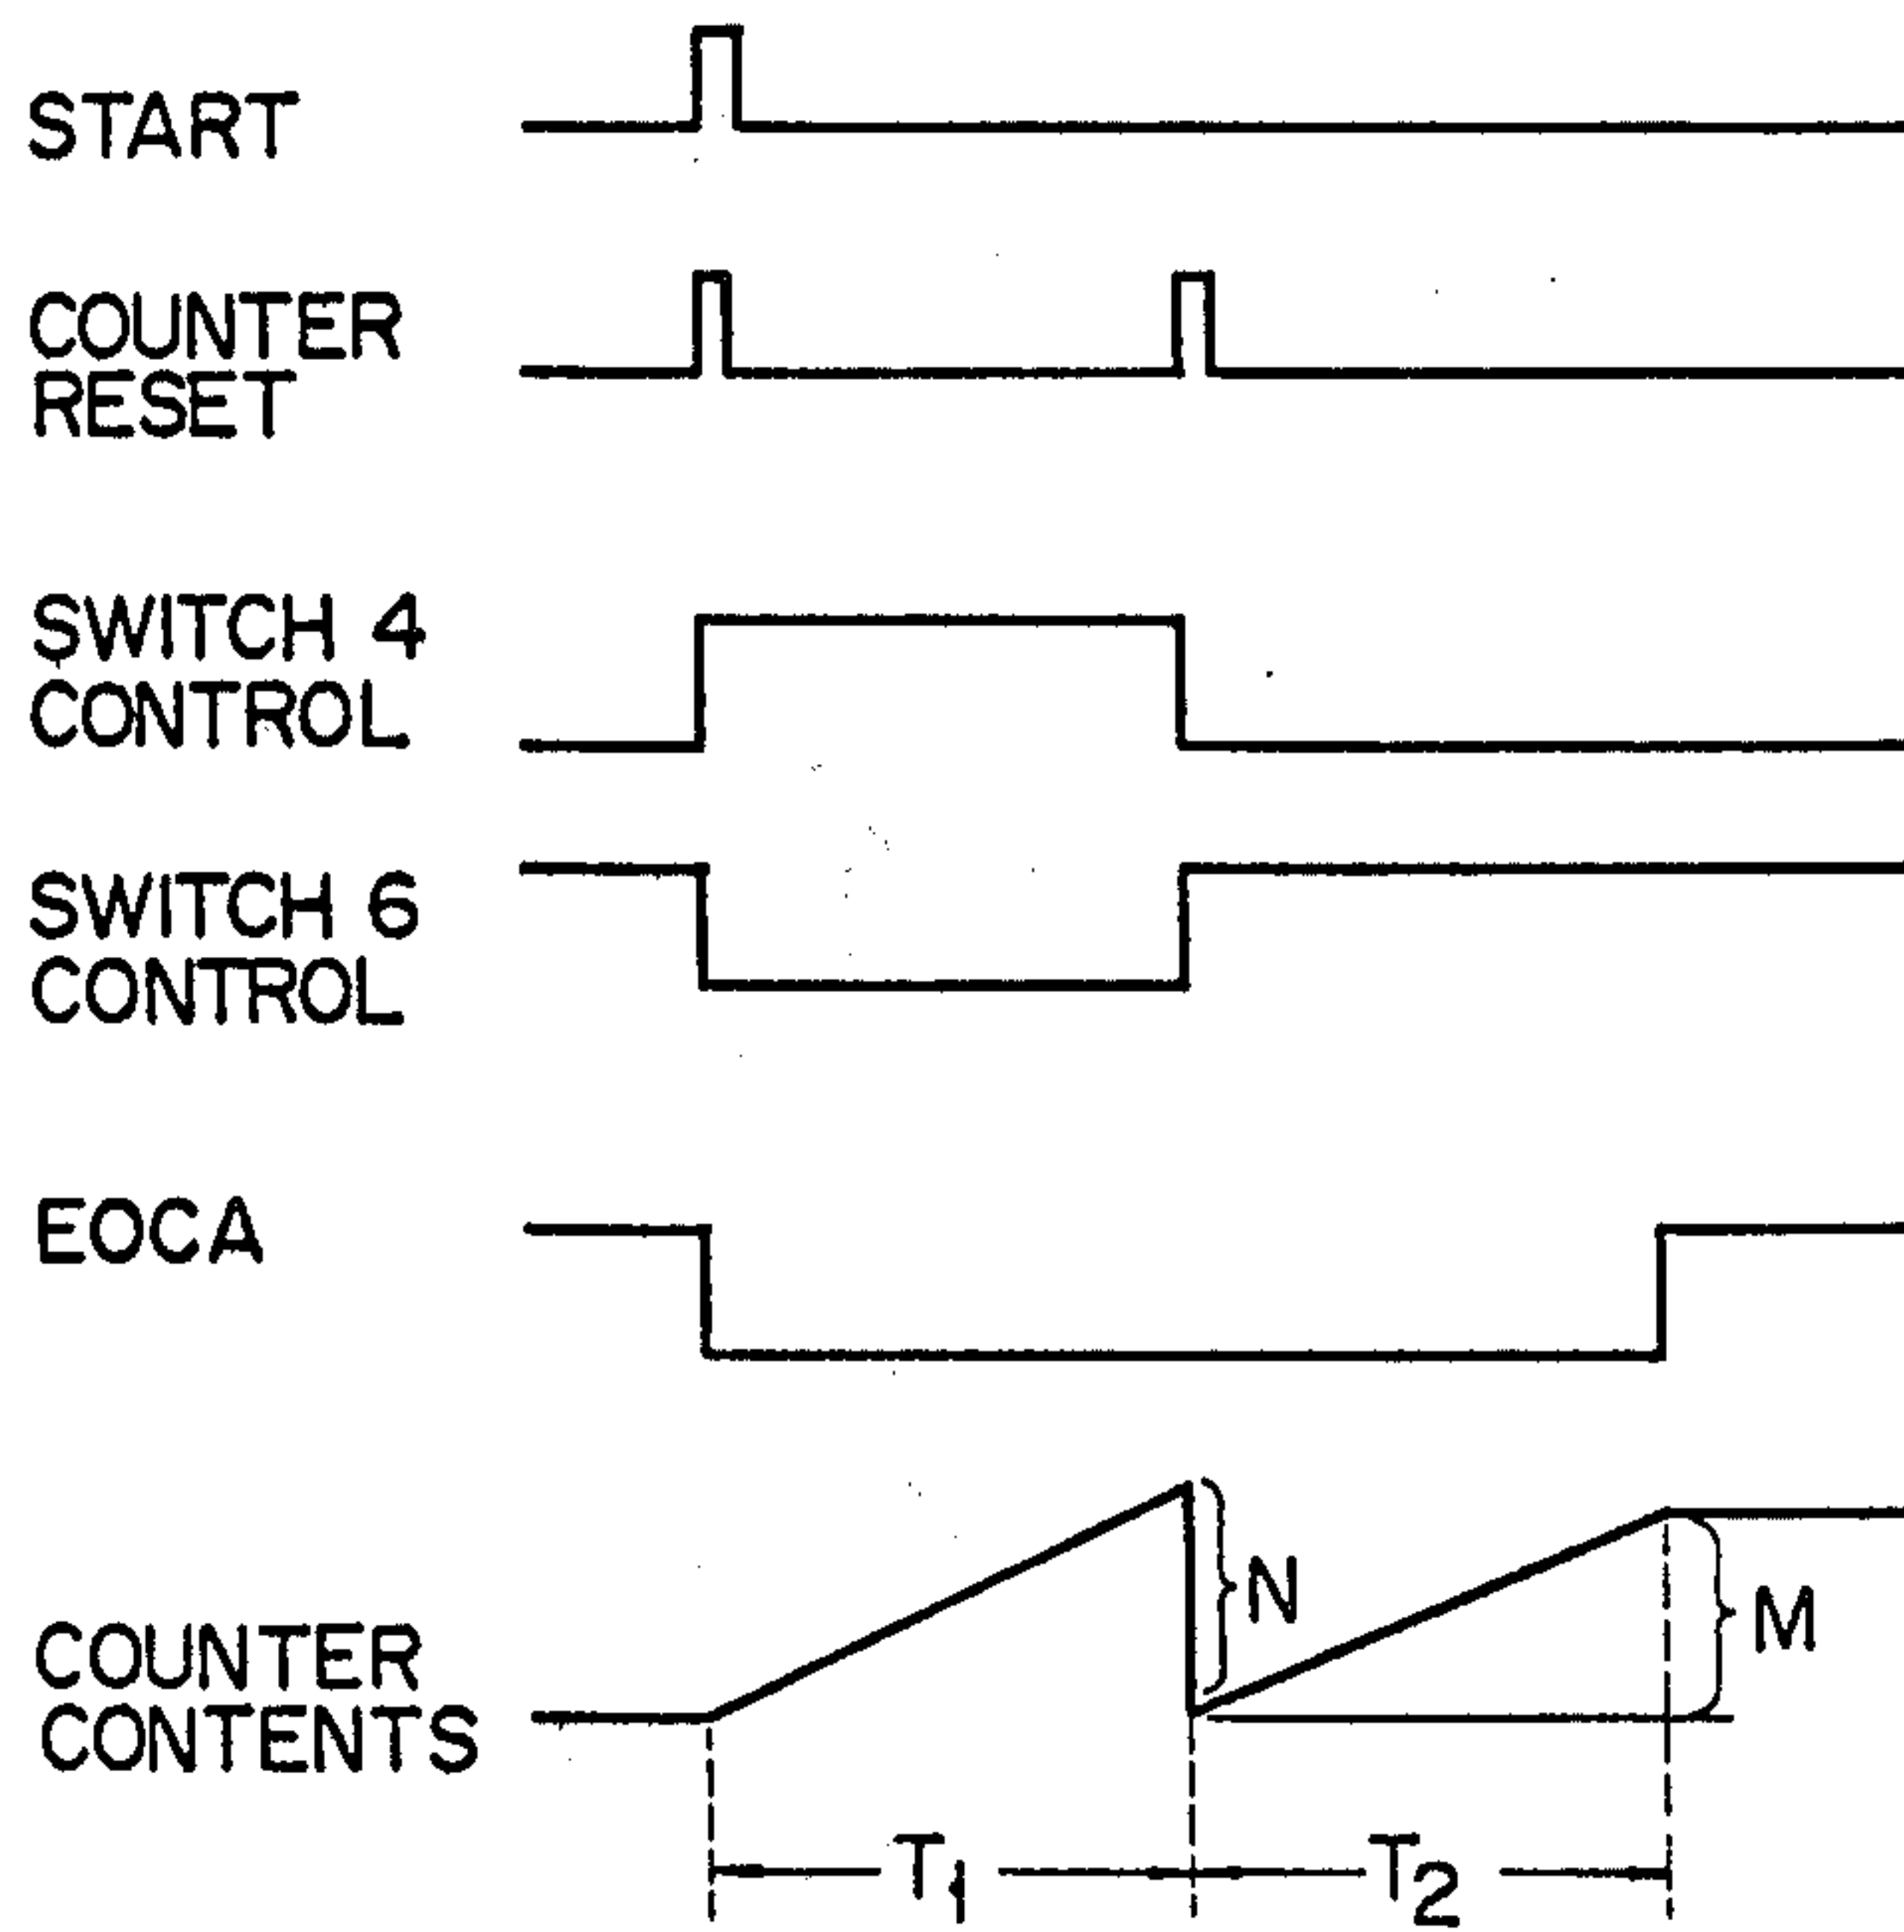 START
COUNTER
RESET
SWITCH 4
CONTROL
SWITCH 6
CONTROL
EOCA
N
M
COUNTER
CONTENTS
T1
T2